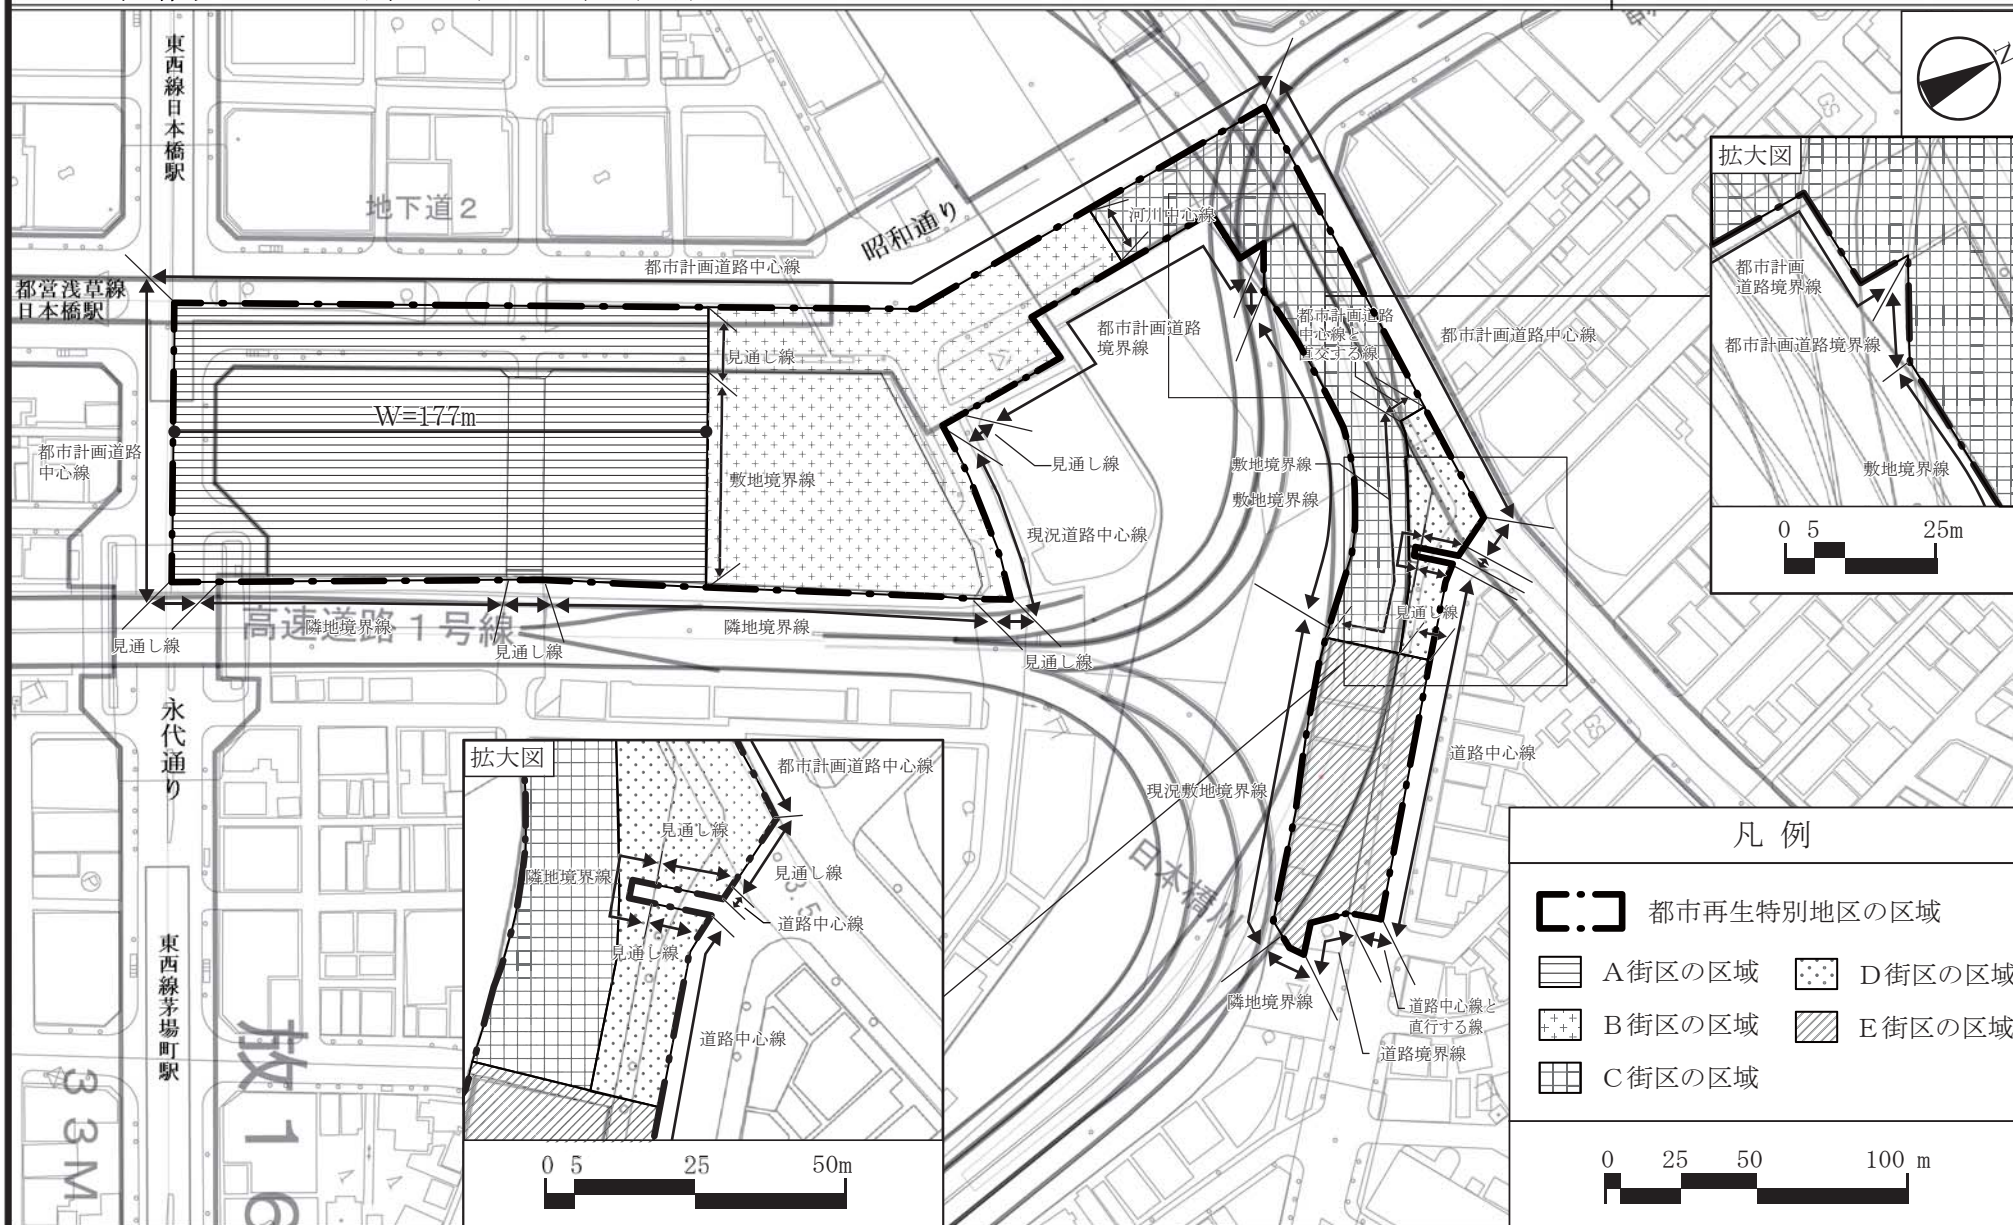 東西線日本橋駅
地下道2
昭和通り
河川中心線
都市計画道路中心線
都営浅草線
日本橋駅
見通し線
都市計画道路
境界線
都市計画道路
中心線と
直交する線
都市計画道路中心線
W=177m
都市計画道路
中心線
敷地境界線
見通し線
敷地境界線
敷地境界線
現況道路中心線
見通し線
高速道路1号線
隣地境界線
隣地境界線
見通し線
見通し線
見通し線
永代通り
東西線茅場町駅
道路中心線
現況敷地境界線
日本橋川
隣地境界線
道路中心線と
直行する線
道路境界線
GS
GS
P
33M
1
6
N
拡大図
都市計画
道路境界線
都市計画道路境界線
敷地境界線
0 5 25m
拡大図
都市計画道路中心線
見通し線
隣地境界線
見通し線
3.5
道路中心線
見通し線
道路中心線
0 5 25 50m
凡 例
都市再生特別地区の区域
A街区の区域
D街区の区域
B街区の区域
E街区の区域
C街区の区域
0 25 50 100 m